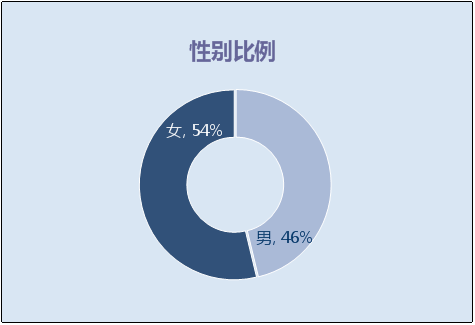 性别比例
女, 54%
男, 46%